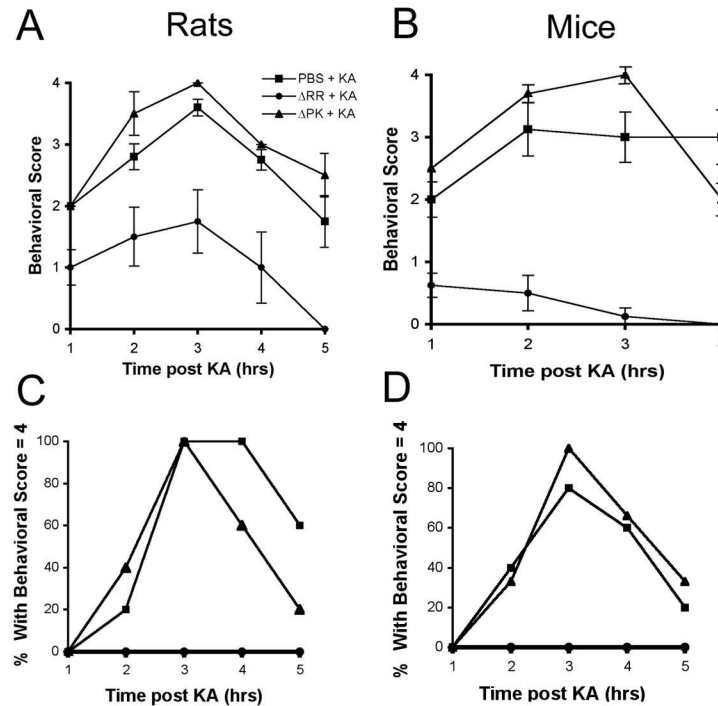 A
Rats
B
Mice
PBS + KA
ΔRR + KA
ΔPK + KA
Behavioral Score
4
3
2
1
0
1 2 3 4 5
Time post KA (hrs)
Behavioral Score
4
3
2
1
0
1 2 3
Time post KA (hrs)
C
D
% With Behavioral Score = 4
100
80
60
40
20
0
1 2 3 4 5
Time post KA (hrs)
% With Behavioral Score = 4
100
80
60
40
20
0
1 2 3 4 5
Time post KA (hrs)